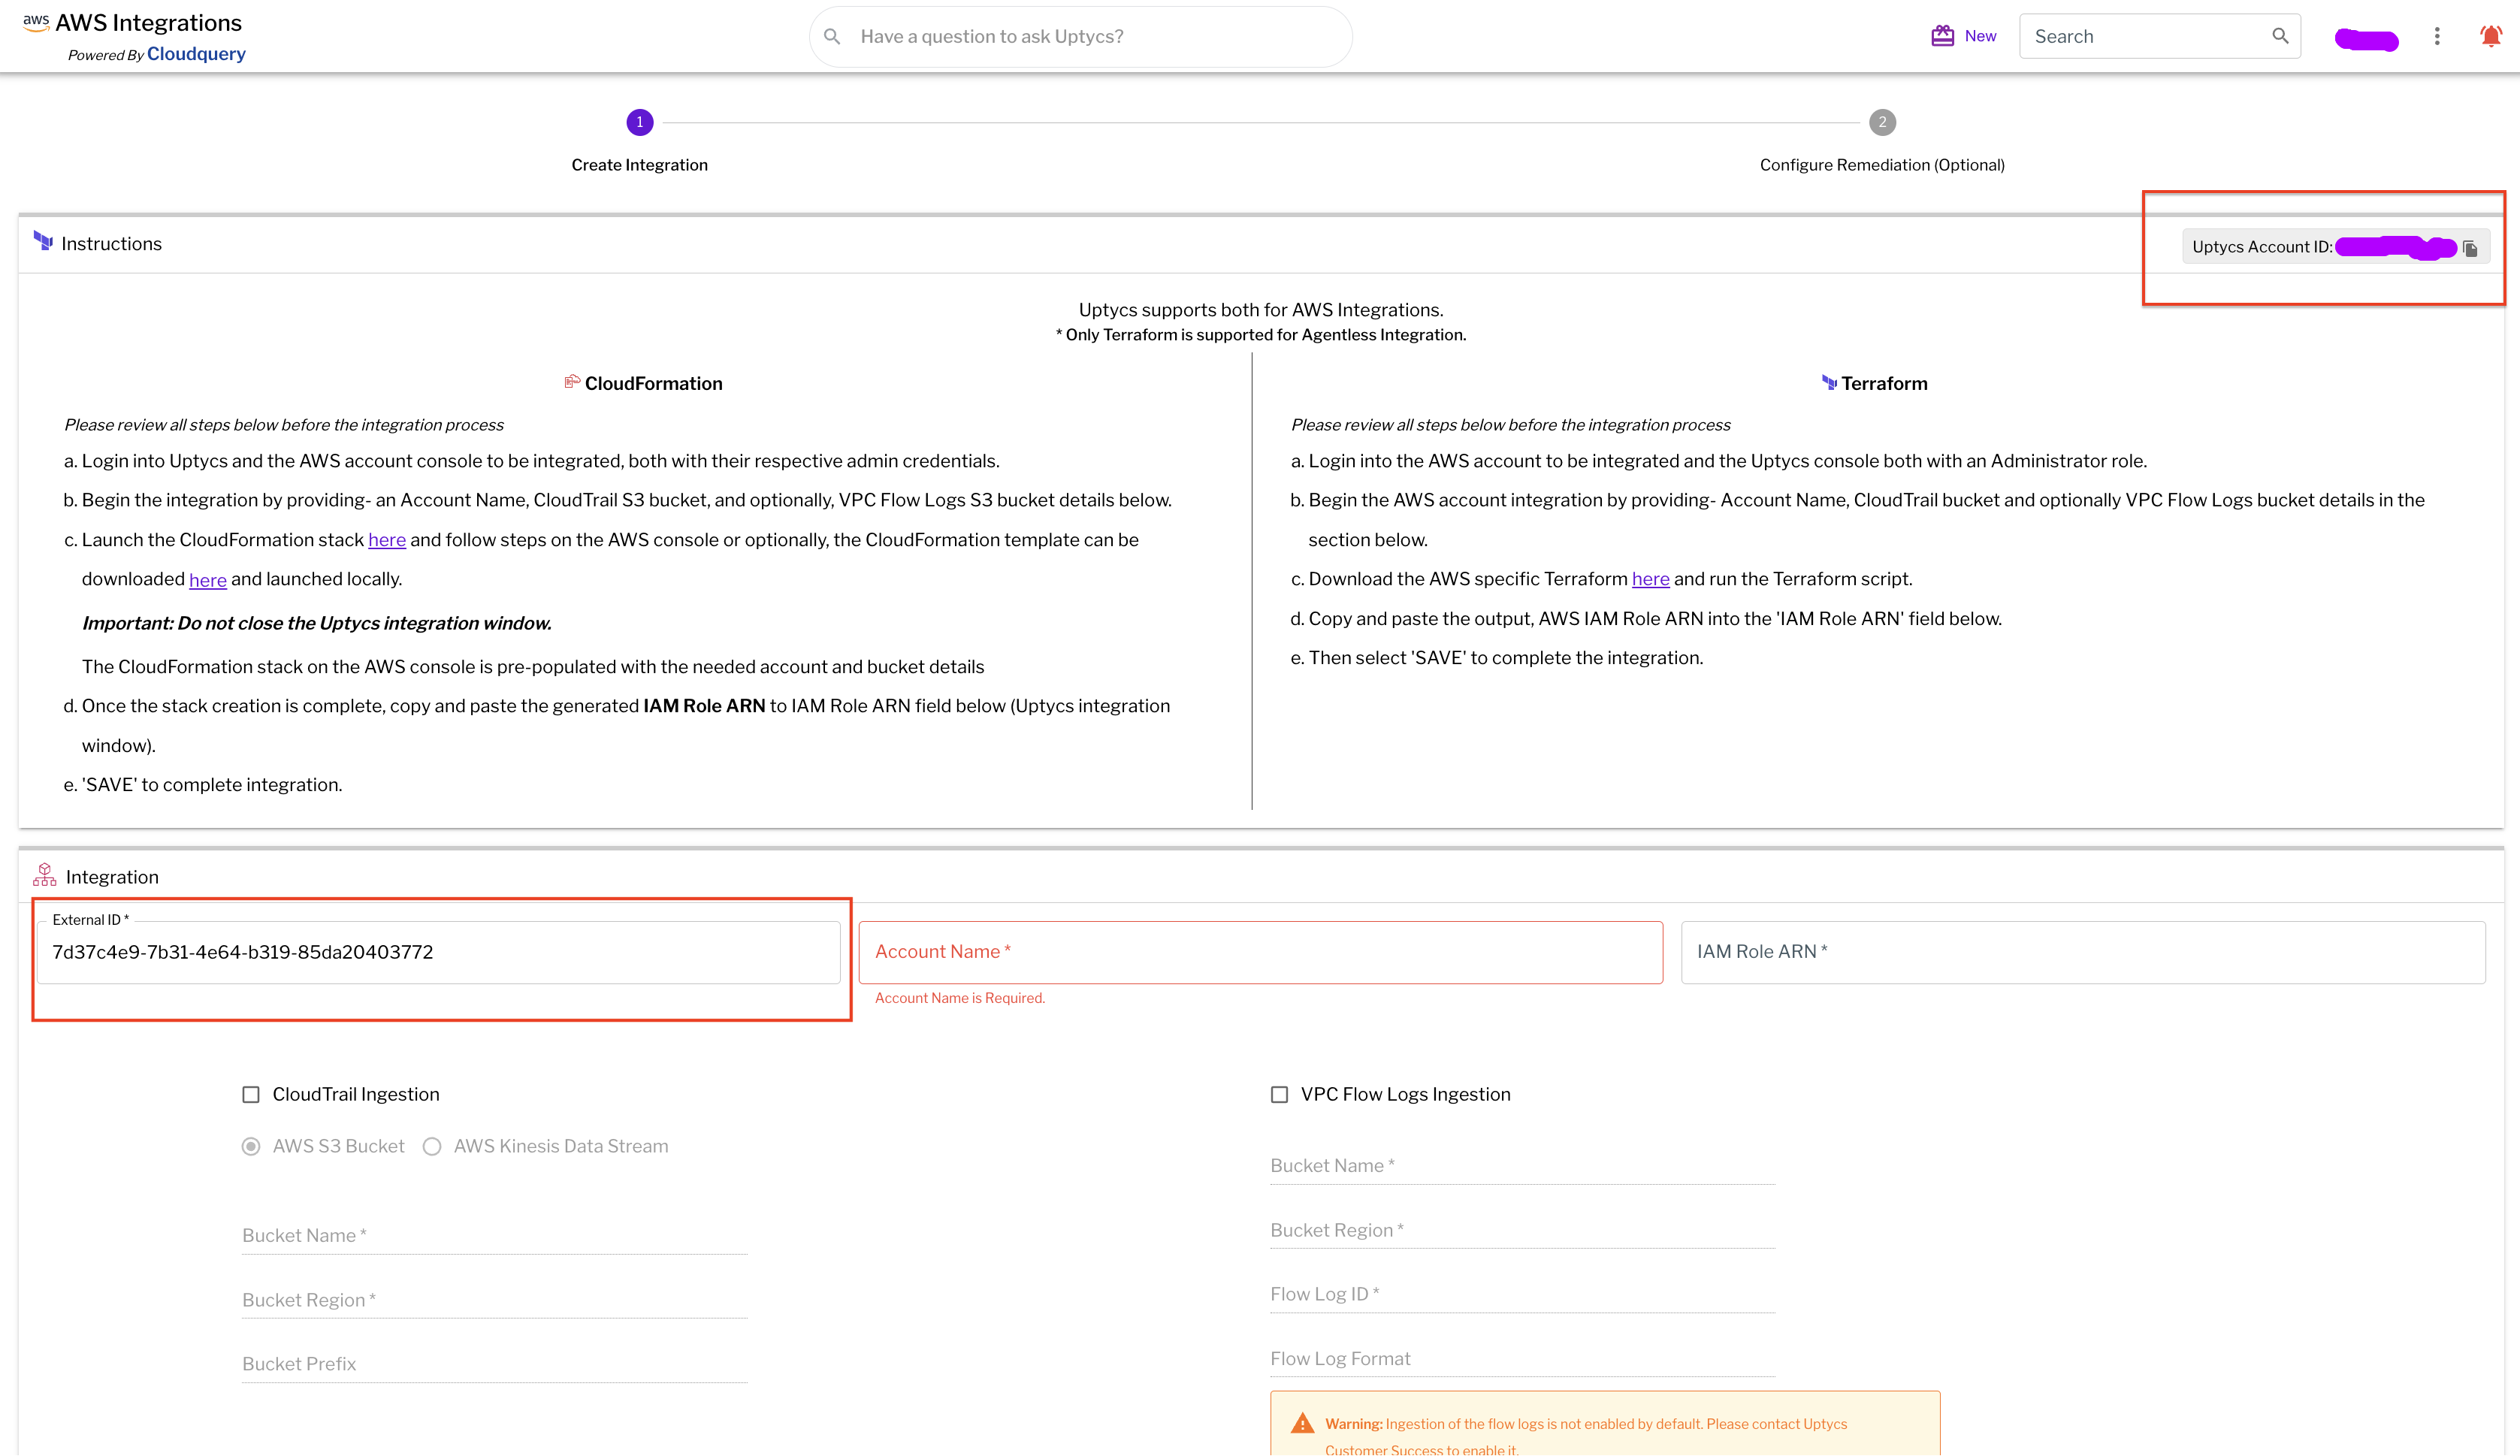 aws AWS Integrations
Powered By Cloudquery
Have a question to ask Uptycs?
New
Search
1
2
Create Integration
Configure Remediation (Optional)
Instructions
Uptycs Account ID:
Uptycs supports both for AWS Integrations.
* Only Terraform is supported for Agentless Integration.
CloudFormation
Please review all steps below before the integration process
a. Login into Uptycs and the AWS account console to be integrated, both with their respective admin credentials.
b. Begin the integration by providing- an Account Name, CloudTrail S3 bucket, and optionally, VPC Flow Logs S3 bucket details below.
c. Launch the CloudFormation stack here and follow steps on the AWS console or optionally, the CloudFormation template can be
downloaded here and launched locally.
Important: Do not close the Uptycs integration window.
The CloudFormation stack on the AWS console is pre-populated with the needed account and bucket details
d. Once the stack creation is complete, copy and paste the generated IAM Role ARN to IAM Role ARN field below (Uptycs integration
window).
e. 'SAVE' to complete integration.
Terraform
Please review all steps below before the integration process
a. Login into the AWS account to be integrated and the Uptycs console both with an Administrator role.
b. Begin the AWS account integration by providing- Account Name, CloudTrail bucket and optionally VPC Flow Logs bucket details in the
section below.
c. Download the AWS specific Terraform here and run the Terraform script.
d. Copy and paste the output, AWS IAM Role ARN into the 'IAM Role ARN' field below.
e. Then select 'SAVE' to complete the integration.
Integration
External ID *
7d37c4e9-7b31-4e64-b319-85da20403772
Account Name *
Account Name is Required.
IAM Role ARN *
CloudTrail Ingestion
AWS S3 Bucket
AWS Kinesis Data Stream
Bucket Name *
Bucket Region *
Bucket Prefix
VPC Flow Logs Ingestion
Bucket Name *
Bucket Region *
Flow Log ID *
Flow Log Format
Warning: Ingestion of the flow logs is not enabled by default. Please contact Uptycs
Customer Success to enable it.